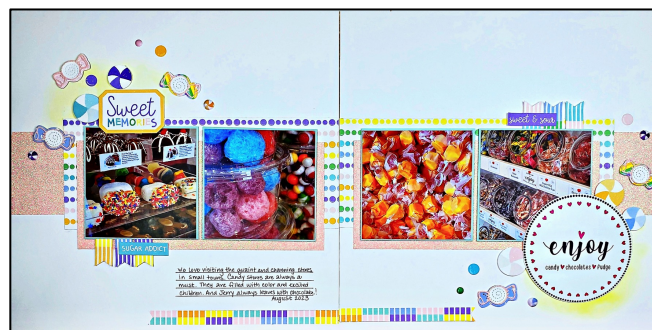 Sweet
MEMORIES
sweet & sour
SUGAR ADDICT
enjoy
candy ♥ chocolates ♥ fudge
We love visiting the quaint and charming stores
in small towns. Candy stores are always a
must. They are filled with color and excited
children. And Jerry always leaves with chocolate.
August 2023